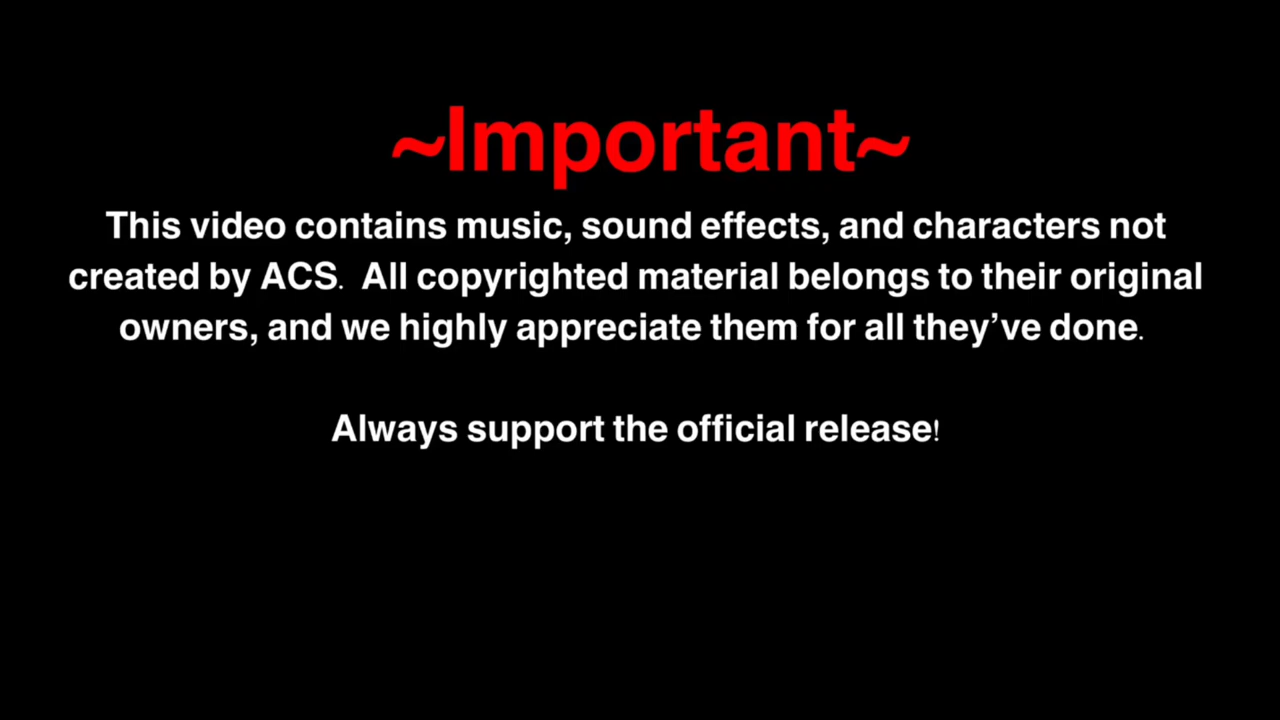 ~Important~
This video contains music, sound effects, and characters not
created by ACS.  All copyrighted material belongs to their original
owners, and we highly appreciate them for all they’ve done.
Always support the official release!